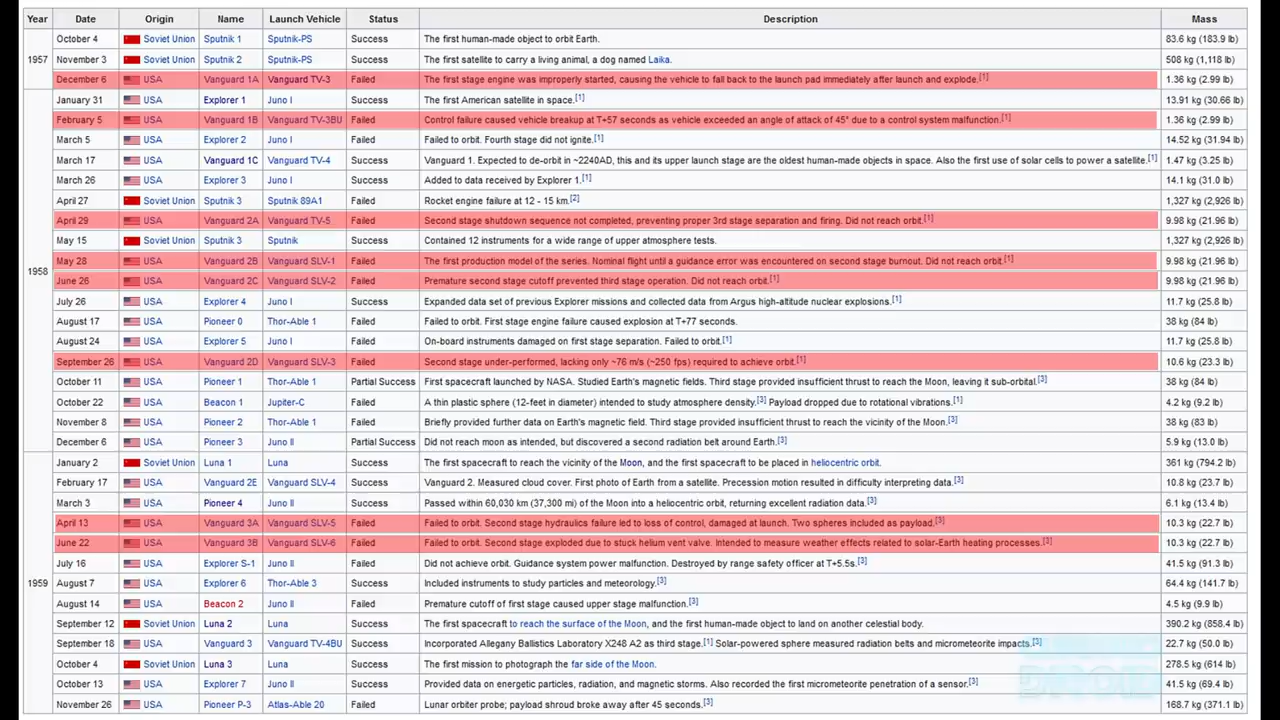 Year Date Origin Name Launch Vehicle Status Description Mass
1957
October 4 Soviet Union Sputnik 1 Sputnik-PS Success The first human-made object to orbit Earth. 83.6 kg (183.9 lb)
November 3 Soviet Union Sputnik 2 Sputnik-PS Success The first satellite to carry a living animal, a dog named Laika. 508 kg (1,118 lb)
December 6 USA Vanguard 1A Vanguard TV-3 Failed The first stage engine was improperly started, causing the vehicle to fall back to the launch pad immediately after launch and explode.[1] 1.36 kg (2.99 lb)
1958
January 31 USA Explorer 1 Juno I Success The first American satellite in space.[1] 13.91 kg (30.66 lb)
February 5 USA Vanguard 1B Vanguard TV-3BU Failed Control failure caused vehicle breakup at T+57 seconds as vehicle exceeded an angle of attack of 45° due to a control system malfunction.[1] 1.36 kg (2.99 lb)
March 5 USA Explorer 2 Juno I Failed Failed to orbit. Fourth stage did not ignite.[1] 14.52 kg (31.94 lb)
March 17 USA Vanguard 1C Vanguard TV-4 Success Vanguard 1. Expected to de-orbit in ~2240AD, this and its upper launch stage are the oldest human-made objects in space. Also the first use of solar cells to power a satellite.[1] 1.47 kg (3.25 lb)
March 26 USA Explorer 3 Juno I Success Added to data received by Explorer 1.[1] 14.1 kg (31.0 lb)
April 27 USA Sputnik 3 Sputnik 89A1 Failed Rocket engine failure at 12 - 15 km.[2] 1,327 kg (2,926 lb)
April 29 USA Vanguard 2A Vanguard TV-5 Failed Second stage shutdown sequence not completed, preventing proper 3rd stage separation and firing. Did not reach orbit.[1] 9.98 kg (21.96 lb)
May 15 Soviet Union Sputnik 3 Sputnik Success Contained 12 instruments for a wide range of upper atmosphere tests. 1,327 kg (2,926 lb)
May 28 USA Vanguard 2B Vanguard SLV-1 Failed The first production model of the series. Nominal flight until a guidance error was encountered on second stage burnout. Did not reach orbit.[1] 9.98 kg (21.96 lb)
June 26 USA Vanguard 2C Vanguard SLV-2 Failed Premature second stage cutoff prevented third stage operation. Did not reach orbit.[1] 9.98 kg (21.96 lb)
July 26 USA Explorer 4 Juno I Success Expanded data set of previous Explorer missions and collected data from Argus high-altitude nuclear explosions.[1] 11.7 kg (25.8 lb)
August 17 USA Pioneer 0 Thor-Able 1 Failed Failed to orbit. First stage engine failure caused explosion at T+77 seconds. 38 kg (84 lb)
August 24 USA Explorer 5 Juno I Failed On-board instruments damaged on first stage separation. Failed to orbit.[1] 11.7 kg (25.8 lb)
September 26 USA Vanguard 2D Vanguard SLV-3 Failed Second stage under-performed, lacking only ~76 m/s (~250 fps) required to achieve orbit.[1] 10.6 kg (23.3 lb)
October 11 USA Pioneer 1 Thor-Able 1 Partial Success First spacecraft launched by NASA. Studied Earth's magnetic fields. Third stage provided insufficient thrust to reach the Moon, leaving it sub-orbital.[3] 38 kg (84 lb)
October 22 USA Beacon 1 Jupiter-C Failed A thin plastic sphere (12-feet in diameter) intended to study atmosphere density.[3] Payload dropped due to rotational vibrations.[1] 4.2 kg (9.2 lb)
November 8 USA Pioneer 2 Thor-Able 1 Failed Briefly provided further data on Earth's magnetic field. Third stage provided insufficient thrust to reach the vicinity of the Moon.[3] 38 kg (83 lb)
December 6 USA Pioneer 3 Juno II Partial Success Did not reach moon as intended, but discovered a second radiation belt around Earth.[3] 5.9 kg (13.0 lb)
1959
January 2 Soviet Union Luna 1 Luna Success The first spacecraft to reach the vicinity of the Moon, and the first spacecraft to be placed in heliocentric orbit. 361 kg (794.2 lb)
February 17 USA Vanguard 2E Vanguard SLV-4 Success Vanguard 2. Measured cloud cover. First photo of Earth from a satellite. Precession motion resulted in difficulty interpreting data.[3] 10.8 kg (23.7 lb)
March 3 USA Pioneer 4 Juno II Success Passed within 60,030 km (37,300 mi) of the Moon into a heliocentric orbit, returning excellent radiation data.[3] 6.1 kg (13.4 lb)
April 13 USA Vanguard 3A Vanguard SLV-5 Failed Failed to orbit. Second stage hydraulics failure led to loss of control, damaged at launch. Two spheres included as payload.[3] 10.3 kg (22.7 lb)
June 22 USA Vanguard 3B Vanguard SLV-6 Failed Failed to orbit. Second stage exploded due to stuck helium vent valve. Intended to measure weather effects related to solar-Earth heating processes.[3] 10.3 kg (22.7 lb)
July 16 USA Explorer S-1 Juno II Failed Did not achieve orbit. Guidance system power malfunction. Destroyed by range safety officer at T+5.5s.[3] 41.5 kg (91.3 lb)
August 7 USA Explorer 6 Thor-Able 3 Success Included instruments to study particles and meteorology.[3] 64.4 kg (141.7 lb)
August 14 USA Beacon 2 Juno II Failed Premature cutoff of first stage caused upper stage malfunction.[3] 4.5 kg (9.9 lb)
September 12 Soviet Union Luna 2 Luna Success The first spacecraft to reach the surface of the Moon, and the first human-made object to land on another celestial body. 390.2 kg (858.4 lb)
September 18 USA Vanguard 3 Vanguard TV-4BU Success Incorporated Allegany Ballistics Laboratory X248 A2 as third stage.[1] Solar-powered sphere measured radiation belts and micrometeorite impacts.[3] 22.7 kg (50.0 lb)
October 4 Soviet Union Luna 3 Luna Success The first mission to photograph the far side of the Moon. 278.5 kg (614 lb)
October 13 USA Explorer 7 Juno II Success Provided data on energetic particles, radiation, and magnetic storms. Also recorded the first micrometeorite penetration of a sensor.[3] 41.5 kg (69.4 lb)
November 26 USA Pioneer P-3 Atlas-Able 20 Failed Lunar orbiter probe; payload shroud broke away after 45 seconds.[3] 168.7 kg (371.1 lb)